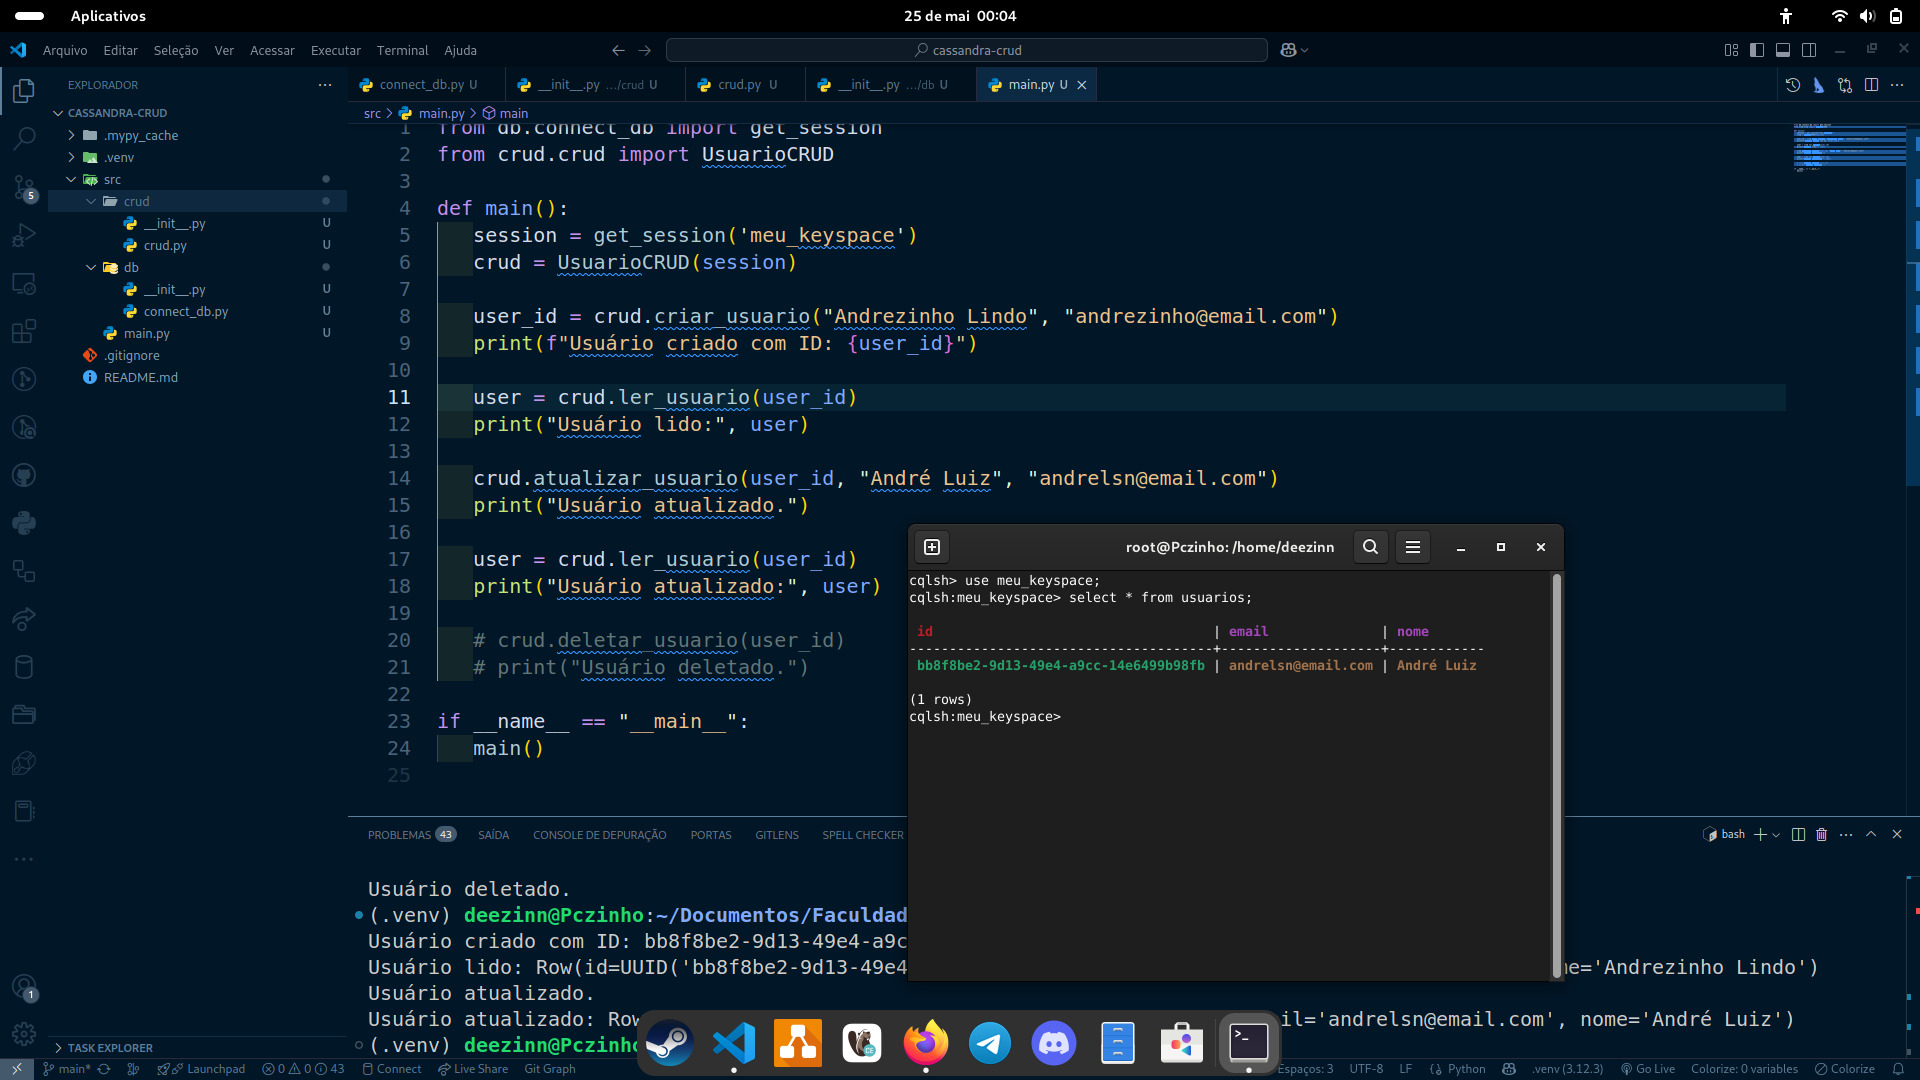 Aplicativos
25 de mai 00:04
Arquivo Editar Seleção Ver Acessar Executar Terminal Ajuda
cassandra-crud
EXPLORADOR
connect_db.py U
__init__.py .../crud U
crud.py U
__init__.py .../db U
main.py U
src > main.py > main
CASSANDRA-CRUD
.mypy_cache
.venv
src
crud
__init__.py U
crud.py U
db
__init__.py U
connect_db.py U
main.py U
.gitignore
README.md
5
1
TASK EXPLORER
1 from db.connect_db import get_session
2 from crud.crud import UsuarioCRUD
3
4 def main():
5 session = get_session('meu_keyspace')
6 crud = UsuarioCRUD(session)
7
8 user_id = crud.criar_usuario("Andrezinho Lindo", "andrezinho@email.com")
9 print(f"Usuário criado com ID: {user_id}")
10
11 user = crud.ler_usuario(user_id)
12 print("Usuário lido:", user)
13
14 crud.atualizar_usuario(user_id, "André Luiz", "andrelsn@email.com")
15 print("Usuário atualizado.")
16
17 user = crud.ler_usuario(user_id)
18 print("Usuário atualizado:", user)
19
20 # crud.deletar_usuario(user_id)
21 # print("Usuário deletado.")
22
23 if __name__ == "__main__":
24 main()
25
root@Pczinho: /home/deezinn
cqlsh> use meu_keyspace;
cqlsh:meu_keyspace> select * from usuarios;
id | email | nome
--------------------------------------+--------------------+------------
bb8f8be2-9d13-49e4-a9cc-14e6499b98fb | andrelsn@email.com | André Luiz
(1 rows)
cqlsh:meu_keyspace>
PROBLEMAS 43 SAÍDA CONSOLE DE DEPURAÇÃO PORTAS GITLENS SPELL CHECKER
bash
Usuário deletado.
(.venv) deezinn@Pczinho:~/Documentos/Faculdad
Usuário criado com ID: bb8f8be2-9d13-49e4-a9c
Usuário lido: Row(id=UUID('bb8f8be2-9d13-49e4 me='Andrezinho Lindo')
Usuário atualizado.
Usuário atualizado: Row il='andrelsn@email.com', nome='André Luiz')
(.venv) deezinn@Pczinho:
main* Launchpad 0 0 43 Connect Live Share Git Graph
Espaços: 3 UTF-8 LF Python .venv (3.12.3) Go Live Colorize: 0 variables Colorize